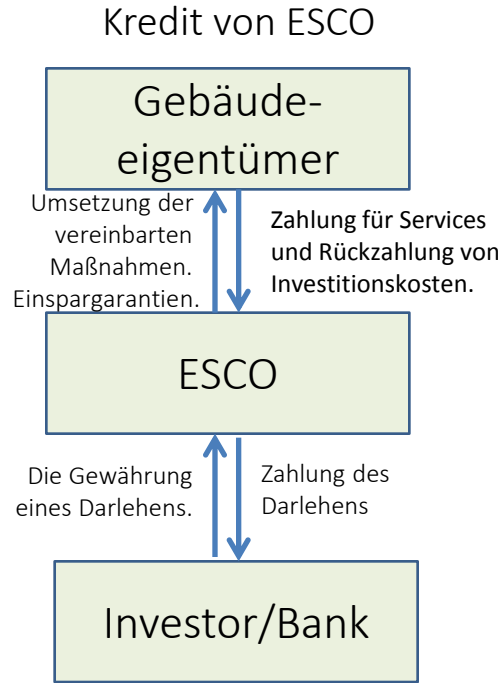 Kredit von ESCO
Gebäude-
eigentümer
Umsetzung der
vereinbarten
Maßnahmen.
Einspargarantien.
Zahlung für Services
und Rückzahlung von
Investitionskosten.
ESCO
Die Gewährung
eines Darlehens.
Zahlung des
Darlehens
Investor/Bank